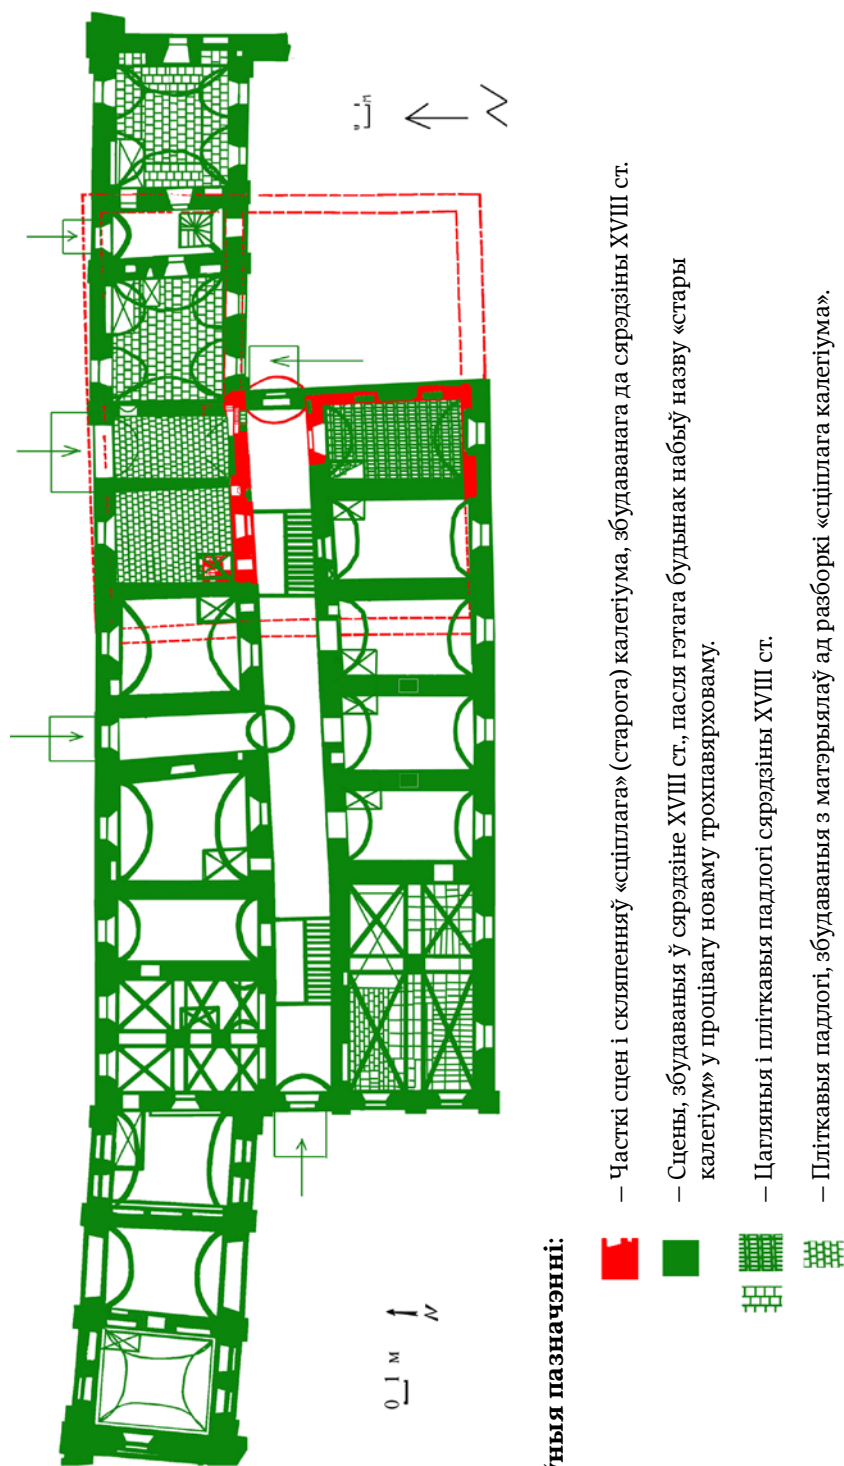 0 1 м
N
N
ўныя пазначэнні:
— Часткі сцен і скляпенняў «сціплага» (старога) калегіума, збудаванага да сярэдзіны XVIII ст.
— Сцены, збудаваныя ў сярэдзіне XVIII ст., пасля гэтага будынак набыў назву «стары
калегіум» у процівагу новаму трохпавярховаму.
— Цагляныя і пліткавыя падлогі сярэдзіны XVIII ст.
— Пліткавыя падлогі, збудаваныя з матэрыялаў ад разборкі «сціплага калегіума».